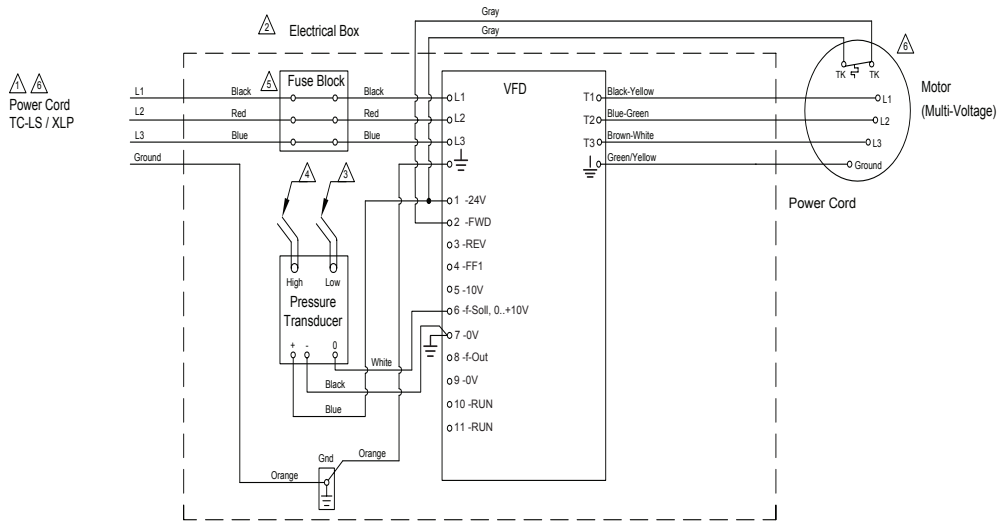 Gray
Gray
2 Electrical Box
6
TK TK
1 6
Power Cord
TC-LS / XLP
5 Fuse Block
VFD
Motor
(Multi-Voltage)
L1 Black Black L1 T1 Black-Yellow L1
L2 Red Red L2 T2 Blue-Green L2
L3 Blue Blue L3 T3 Brown-White L3
Ground Green/Yellow Ground
4 3
Power Cord
1 -24V
2 -FWD
3 -REV
4 -FF1
5 -10V
6 -f-Soll, 0..+10V
7 -0V
8 -f-Out
9 -0V
10 -RUN
11 -RUN
High Low
Pressure
Transducer
+ - 0
White
Black
Blue
Gnd Orange
Orange